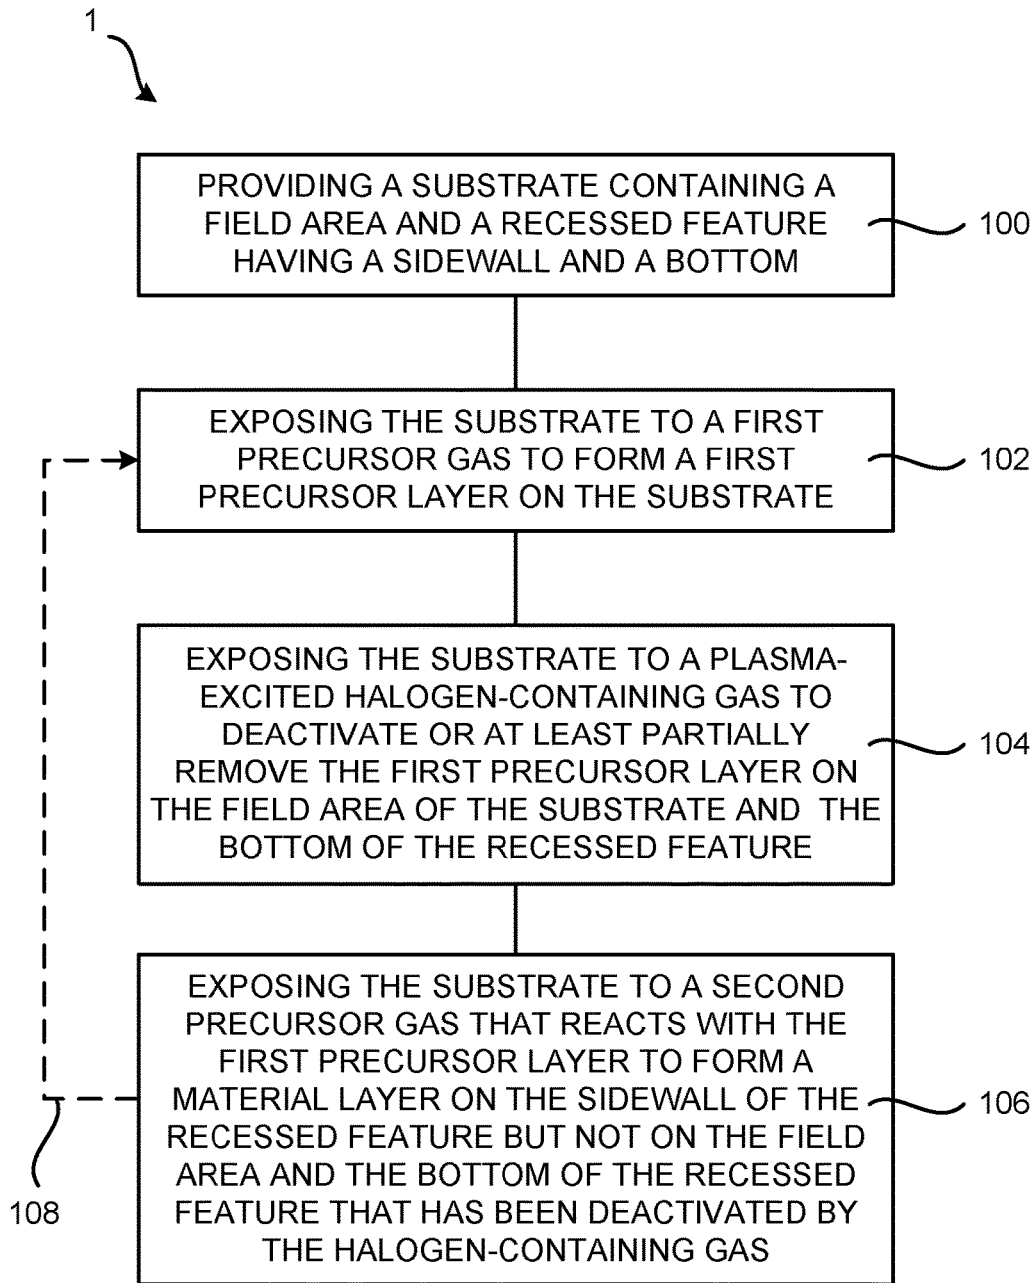 1
PROVIDING A SUBSTRATE CONTAINING A
FIELD AREA AND A RECESSED FEATURE
HAVING A SIDEWALL AND A BOTTOM
100
EXPOSING THE SUBSTRATE TO A FIRST
PRECURSOR GAS TO FORM A FIRST
PRECURSOR LAYER ON THE SUBSTRATE
102
EXPOSING THE SUBSTRATE TO A PLASMA-
EXCITED HALOGEN-CONTAINING GAS TO
DEACTIVATE OR AT LEAST PARTIALLY
REMOVE THE FIRST PRECURSOR LAYER ON
THE FIELD AREA OF THE SUBSTRATE AND THE
BOTTOM OF THE RECESSED FEATURE
104
EXPOSING THE SUBSTRATE TO A SECOND
PRECURSOR GAS THAT REACTS WITH THE
FIRST PRECURSOR LAYER TO FORM A
MATERIAL LAYER ON THE SIDEWALL OF THE
RECESSED FEATURE BUT NOT ON THE FIELD
AREA AND THE BOTTOM OF THE RECESSED
FEATURE THAT HAS BEEN DEACTIVATED BY
THE HALOGEN-CONTAINING GAS
106
108